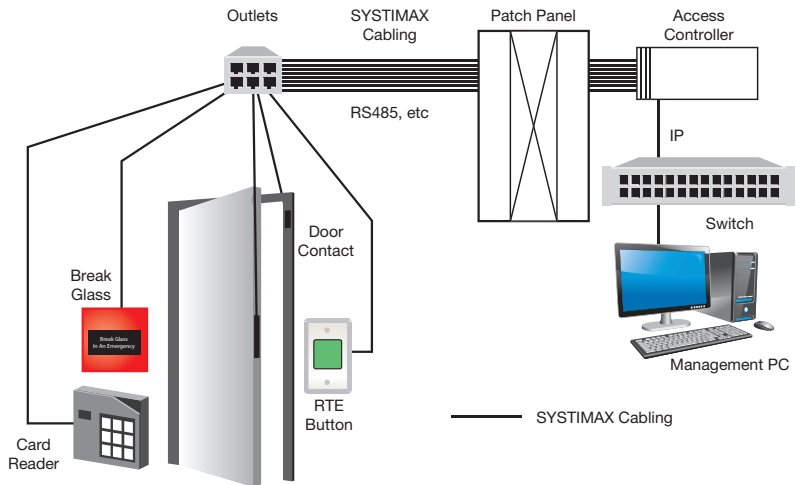 Outlets
SYSTIMAX
Cabling
Patch Panel
Access
Controller
RS485, etc
IP
Switch
Door
Contact
Break
Glass
Break Glass
In An Emergency
Management PC
RTE
Button
SYSTIMAX Cabling
Card
Reader